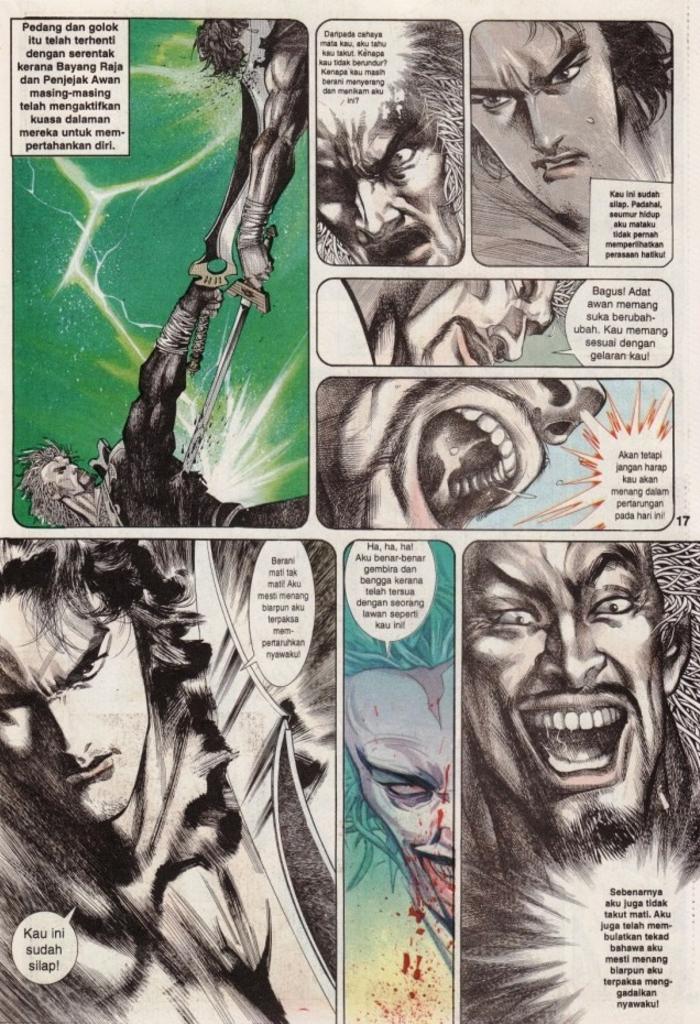 Pedang dan golok
itu telah terhenti
dengan serentak
kerana Bayang Raja
dan Penjejak Awan
masing-masing
telah mengaktifkan
kuasa dalaman
mereka untuk mem-
pertahankan diri.
Daripada cahaya
mata kau, aku tahu
kau takut. Kenapa
kau tidak berundur?
Kenapa kau masih
berani menyerang
dan menikam aku
ini?
Kau ini sudah
silap. Padahal,
seumur hidup
aku mataku
tidak pernah
memperlihatkan
perasaan hatiku!
Bagus! Adat
awan memang
suka berubah-
ubah. Kau memang
sesuai dengan
gelaran kau!
Akan tetapi
jangan harap
kau akan
menang dalam
pertarungan
pada hari ini!
17
Berani
mati tak
mati! Aku
mesti menang
biarpun aku
terpaksa
mem-
pertaruhkan
nyawaku!
Kau ini
sudah
silap!
Ha, ha, ha!
Aku benar-benar
gembira dan
bangga kerana
telah tersua
dengan seorang
lawan seperti
kau ini!
Sebenarnya
aku juga tidak
takut mati. Aku
juga telah mem-
bulatkan tekad
bahawa aku
mesti menang
biarpun aku
terpaksa meng-
gadaikan
nyawaku!